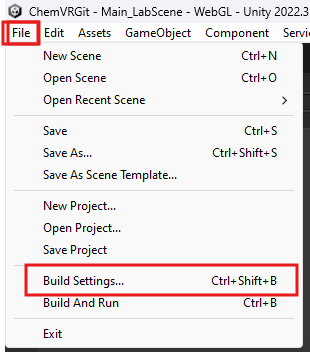 ChemVRGit - Main_LabScene - WebGL - Unity 2022.3
File Edit Assets GameObject Component Servi
New Scene Ctrl+N
Open Scene Ctrl+O
Open Recent Scene
Save Ctrl+S
Save As... Ctrl+Shift+S
Save As Scene Template...
New Project...
Open Project...
Save Project
Build Settings... Ctrl+Shift+B
Build And Run Ctrl+B
Exit